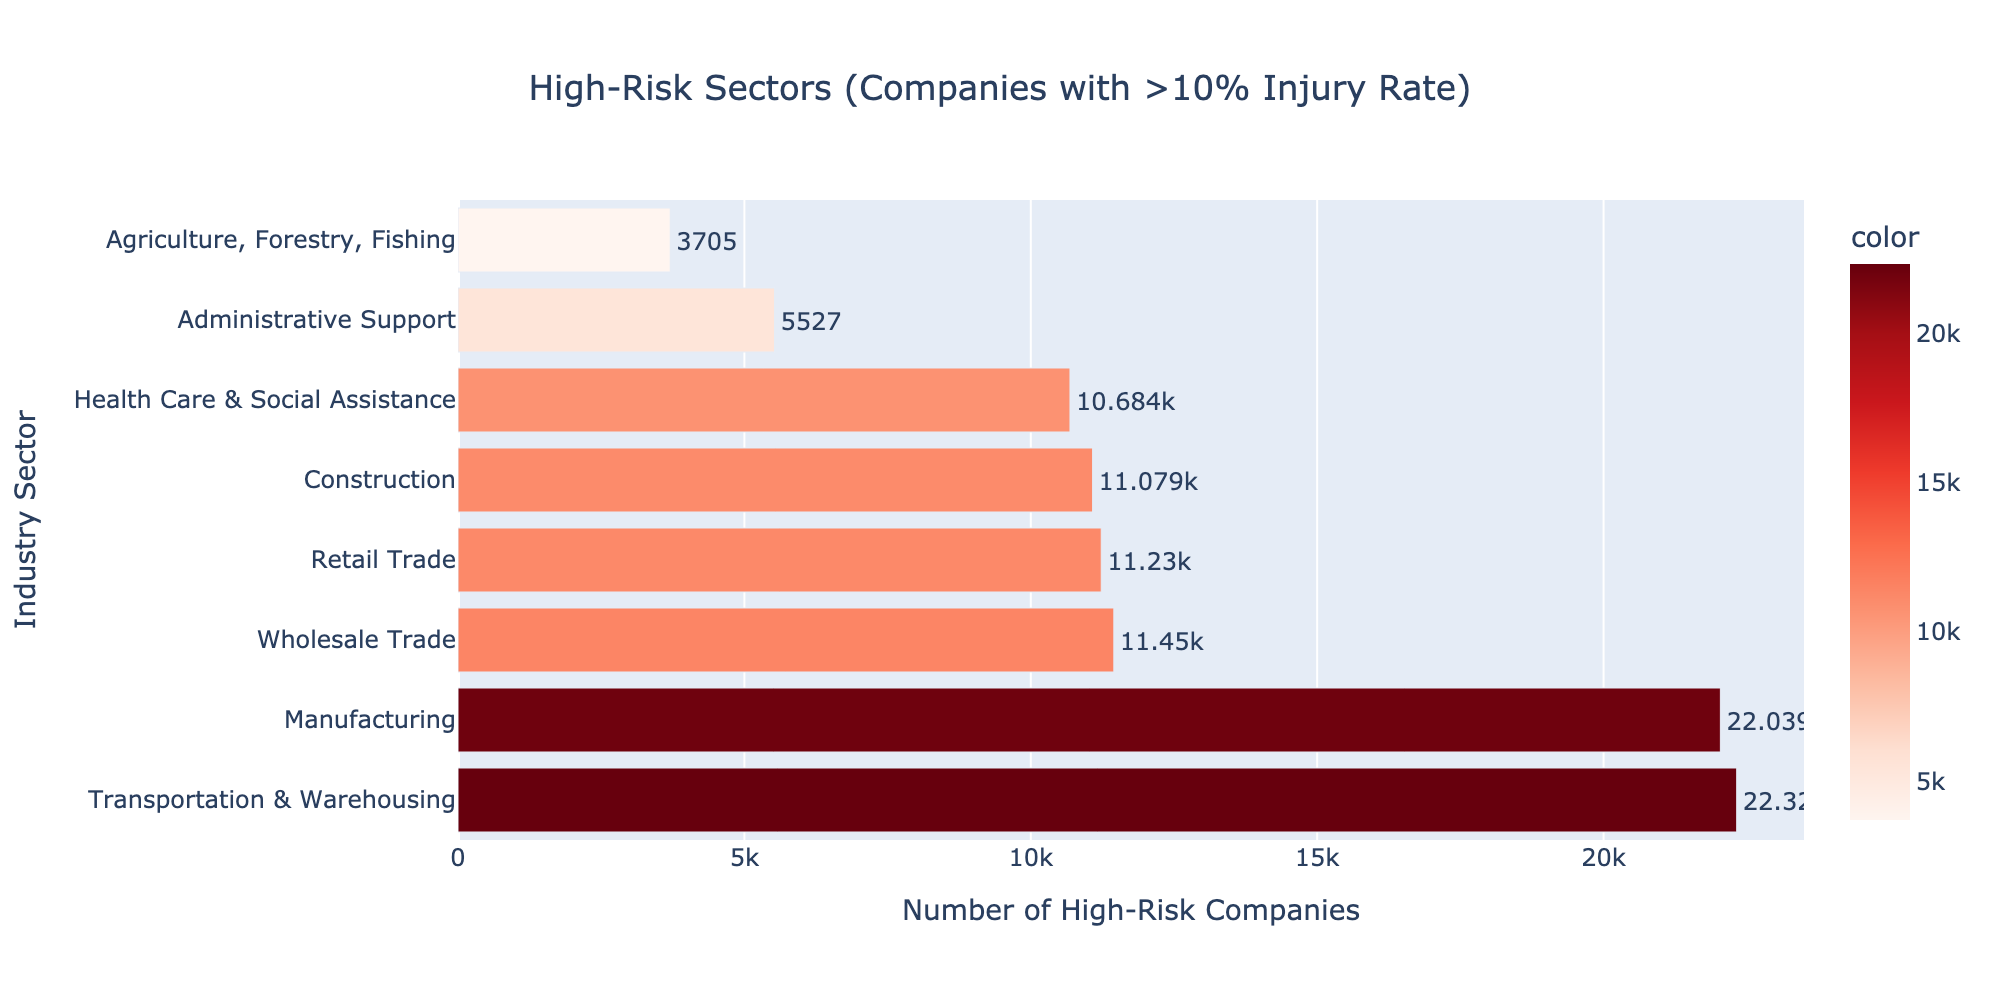 High-Risk Sectors (Companies with >10% Injury Rate)
Industry Sector
Agriculture, Forestry, Fishing
3705
Administrative Support
5527
Health Care & Social Assistance
10.684k
Construction
11.079k
Retail Trade
11.23k
Wholesale Trade
11.45k
Manufacturing
22.039
Transportation & Warehousing
22.32
0
5k
10k
15k
20k
Number of High-Risk Companies
color
20k
15k
10k
5k